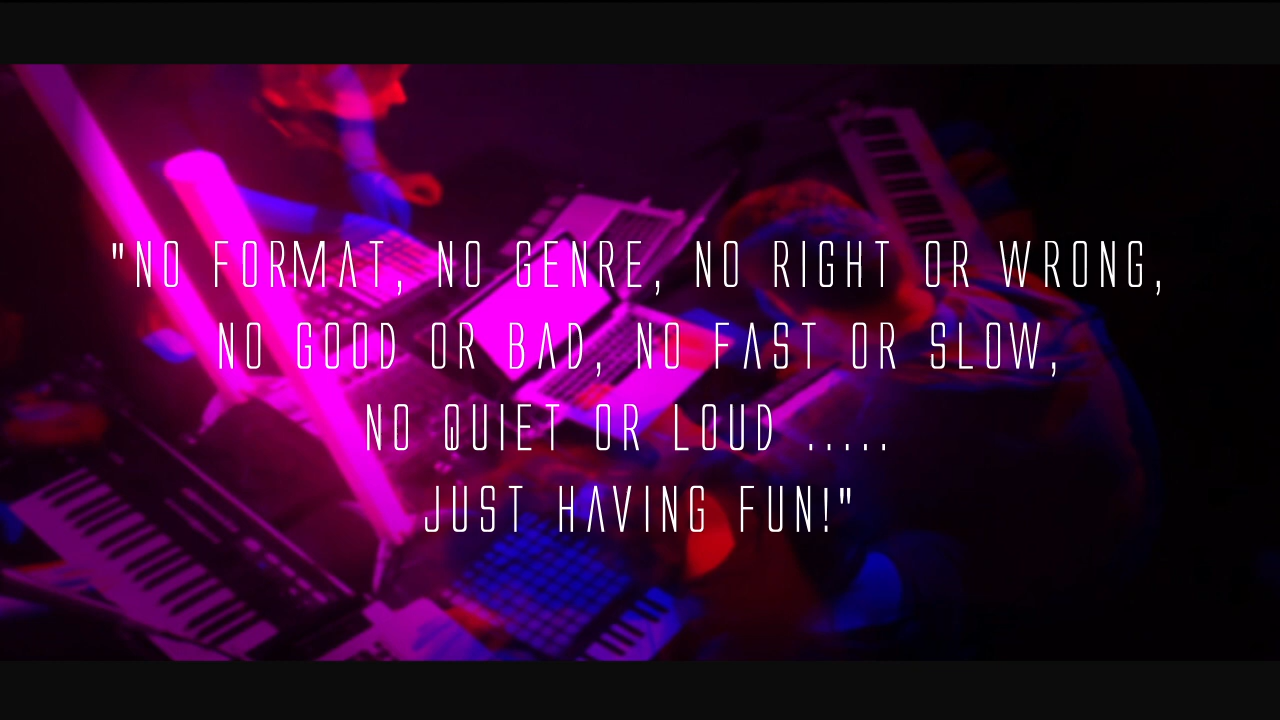 "NO FORMAT, NO GENRE, NO RIGHT OR WRONG,
NO GOOD OR BAD, NO FAST OR SLOW,
NO QUIET OR LOUD .....
JUST HAVING FUN!"